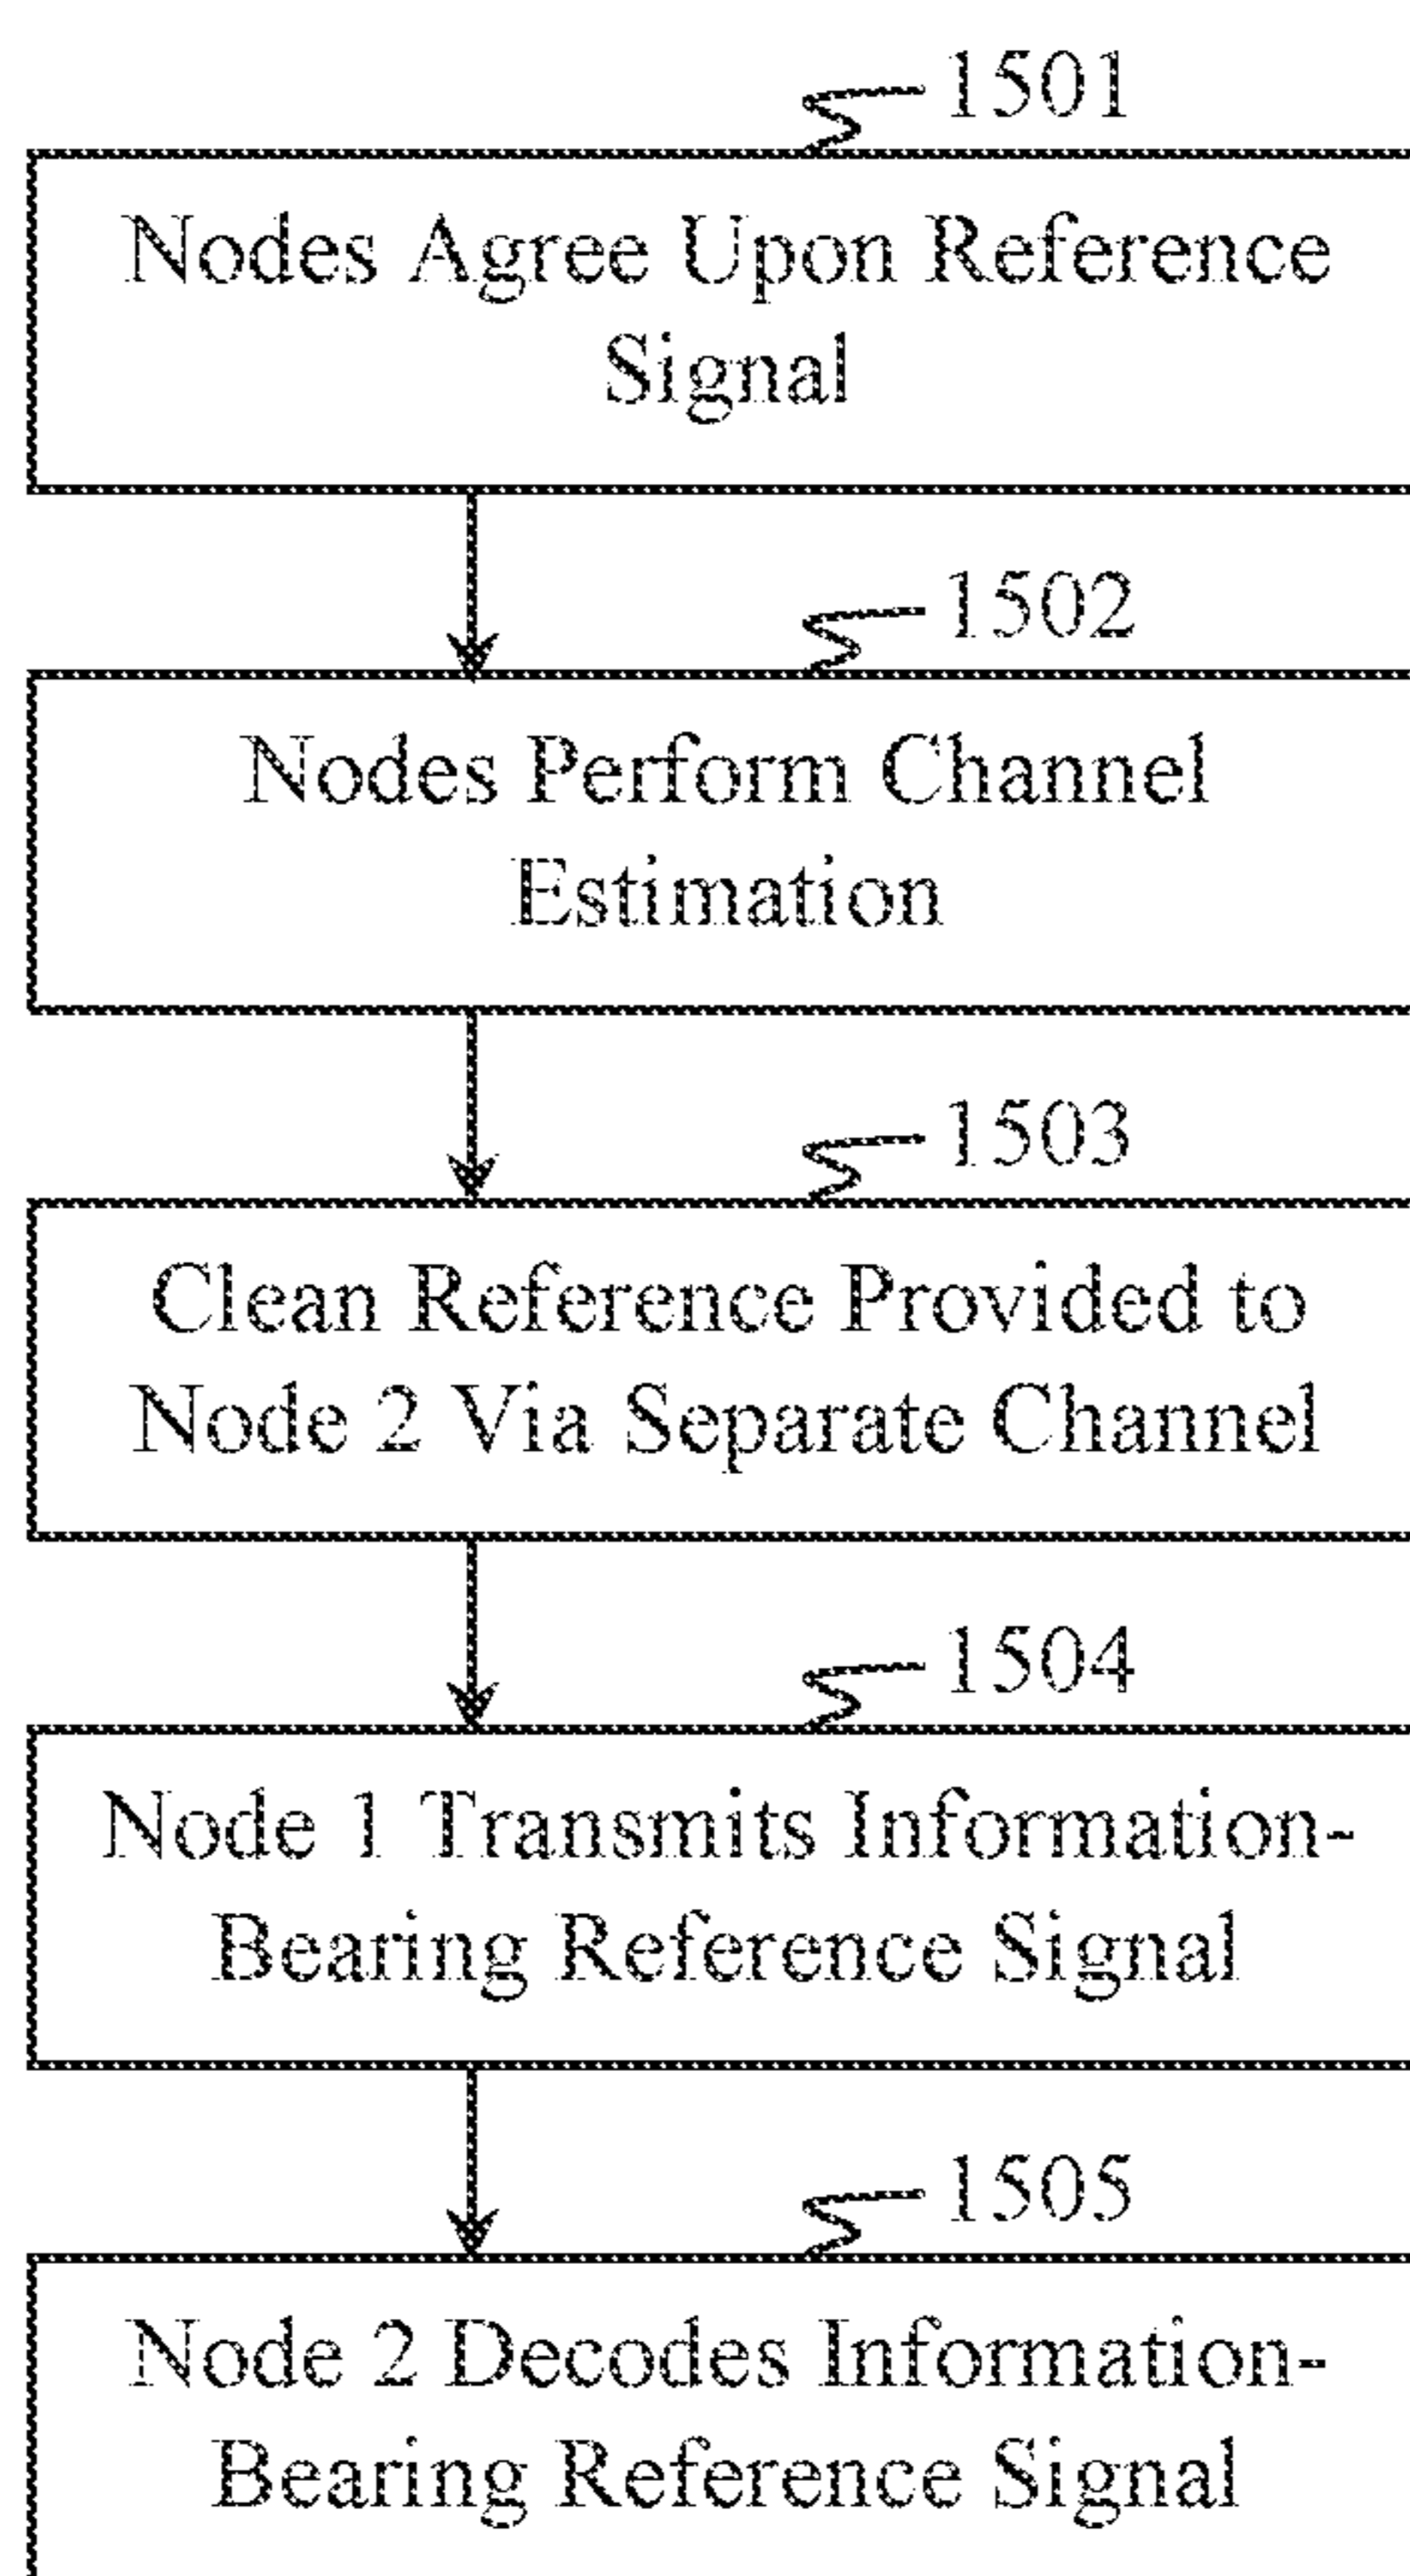 1501
Nodes Agree Upon Reference
Signal
1502
Nodes Perform Channel
Estimation
1503
Clean Reference Provided to
Node 2 Via Separate Channel
1504
Node 1 Transmits Information-
Bearing Reference Signal
1505
Node 2 Decodes Information-
Bearing Reference Signal